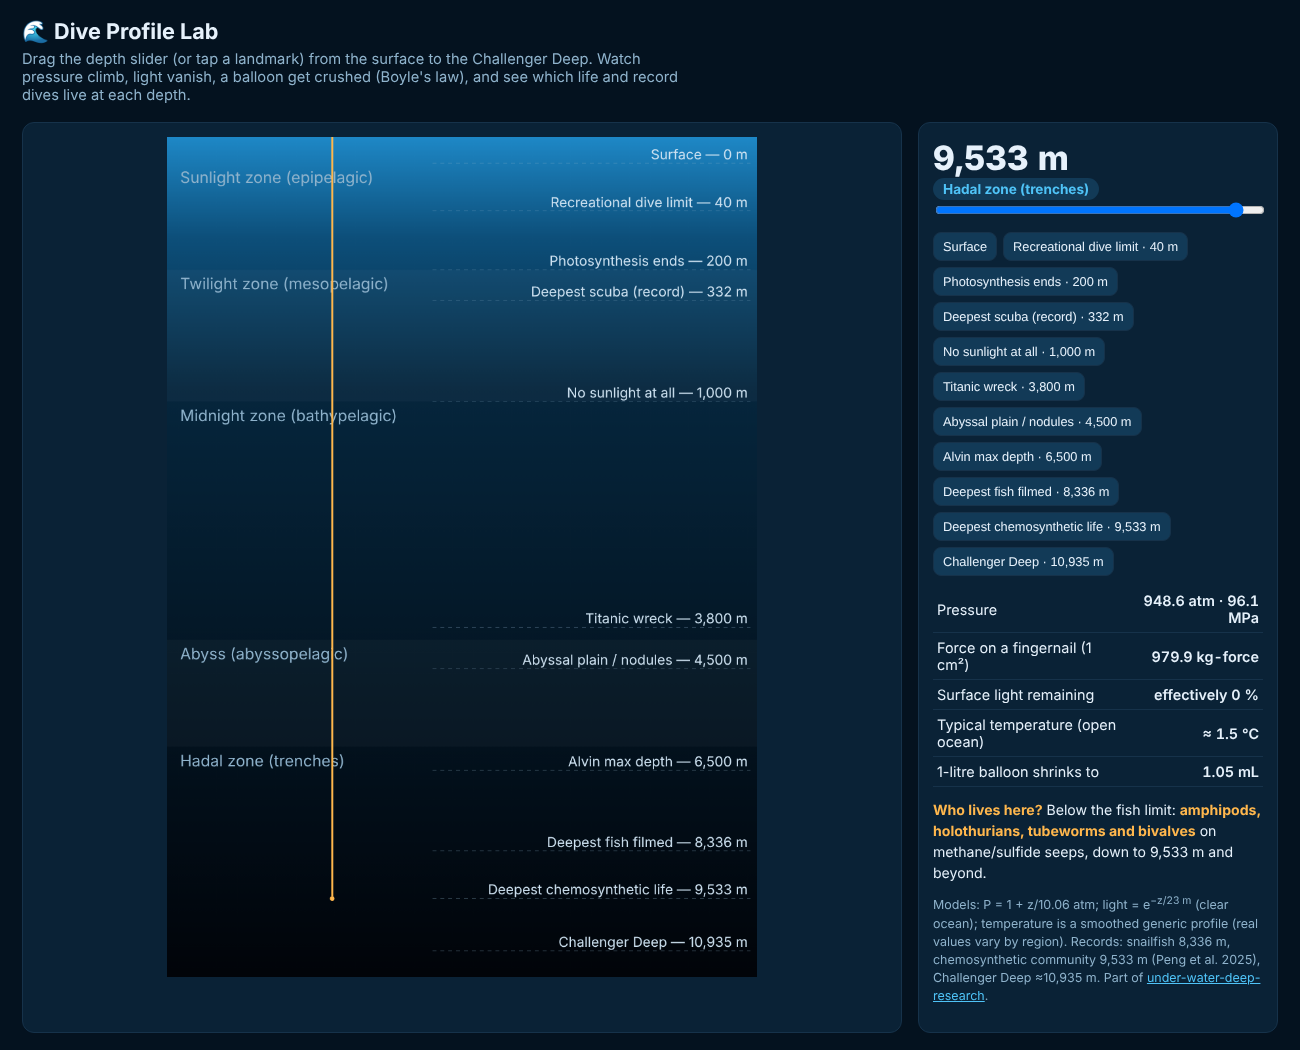 🌊 Dive Profile Lab
Drag the depth slider (or tap a landmark) from the surface to the Challenger Deep. Watch
pressure climb, light vanish, a balloon get crushed (Boyle's law), and see which life and record
dives live at each depth.
Surface — 0 m
Sunlight zone (epipelagic)
Recreational dive limit — 40 m
Photosynthesis ends — 200 m
Twilight zone (mesopelagic)
Deepest scuba (record) — 332 m
No sunlight at all — 1,000 m
Midnight zone (bathypelagic)
Titanic wreck — 3,800 m
Abyss (abyssopelagic)
Abyssal plain / nodules — 4,500 m
Hadal zone (trenches)
Alvin max depth — 6,500 m
Deepest fish filmed — 8,336 m
Deepest chemosynthetic life — 9,533 m
Challenger Deep — 10,935 m
9,533 m
Hadal zone (trenches)
Surface
Recreational dive limit · 40 m
Photosynthesis ends · 200 m
Deepest scuba (record) · 332 m
No sunlight at all · 1,000 m
Titanic wreck · 3,800 m
Abyssal plain / nodules · 4,500 m
Alvin max depth · 6,500 m
Deepest fish filmed · 8,336 m
Deepest chemosynthetic life · 9,533 m
Challenger Deep · 10,935 m
Pressure
948.6 atm · 96.1
MPa
Force on a fingernail (1
cm²)
979.9 kg-force
Surface light remaining
effectively 0 %
Typical temperature (open
ocean)
≈ 1.5 °C
1-litre balloon shrinks to
1.05 mL
Who lives here? Below the fish limit: amphipods,
holothurians, tubeworms and bivalves on
methane/sulfide seeps, down to 9,533 m and
beyond.
Models: P = 1 + z/10.06 atm; light = e−z/23 m (clear
ocean); temperature is a smoothed generic profile (real
values vary by region). Records: snailfish 8,336 m,
chemosynthetic community 9,533 m (Peng et al. 2025),
Challenger Deep ≈10,935 m. Part of under-water-deep-
research.